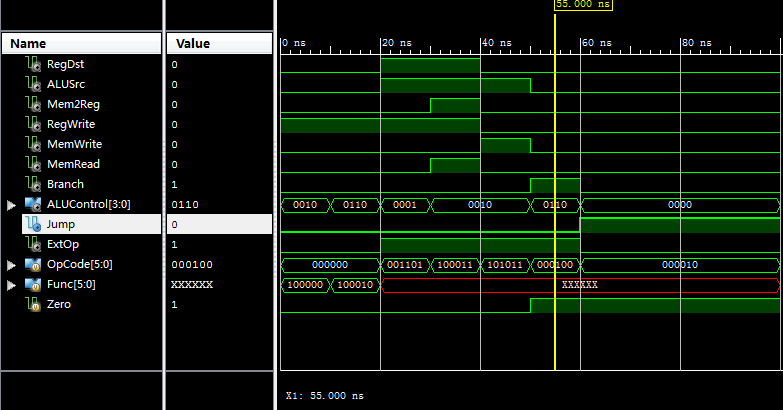 55.000 ns
Name Value
0 ns 20 ns 40 ns 60 ns 80 ns
RegDst 0
ALUSrc 0
Mem2Reg 0
RegWrite 0
MemWrite 0
MemRead 0
Branch 1
ALUControl[3:0] 0110 0010 0110 0001 0010 0110 0000
Jump 0
ExtOp 1
OpCode[5:0] 000100 000000 001101 100011 101011 000100 000010
Func[5:0] XXXXXX 100000 100010 XXXXXX
Zero 1
X1: 55.000 ns